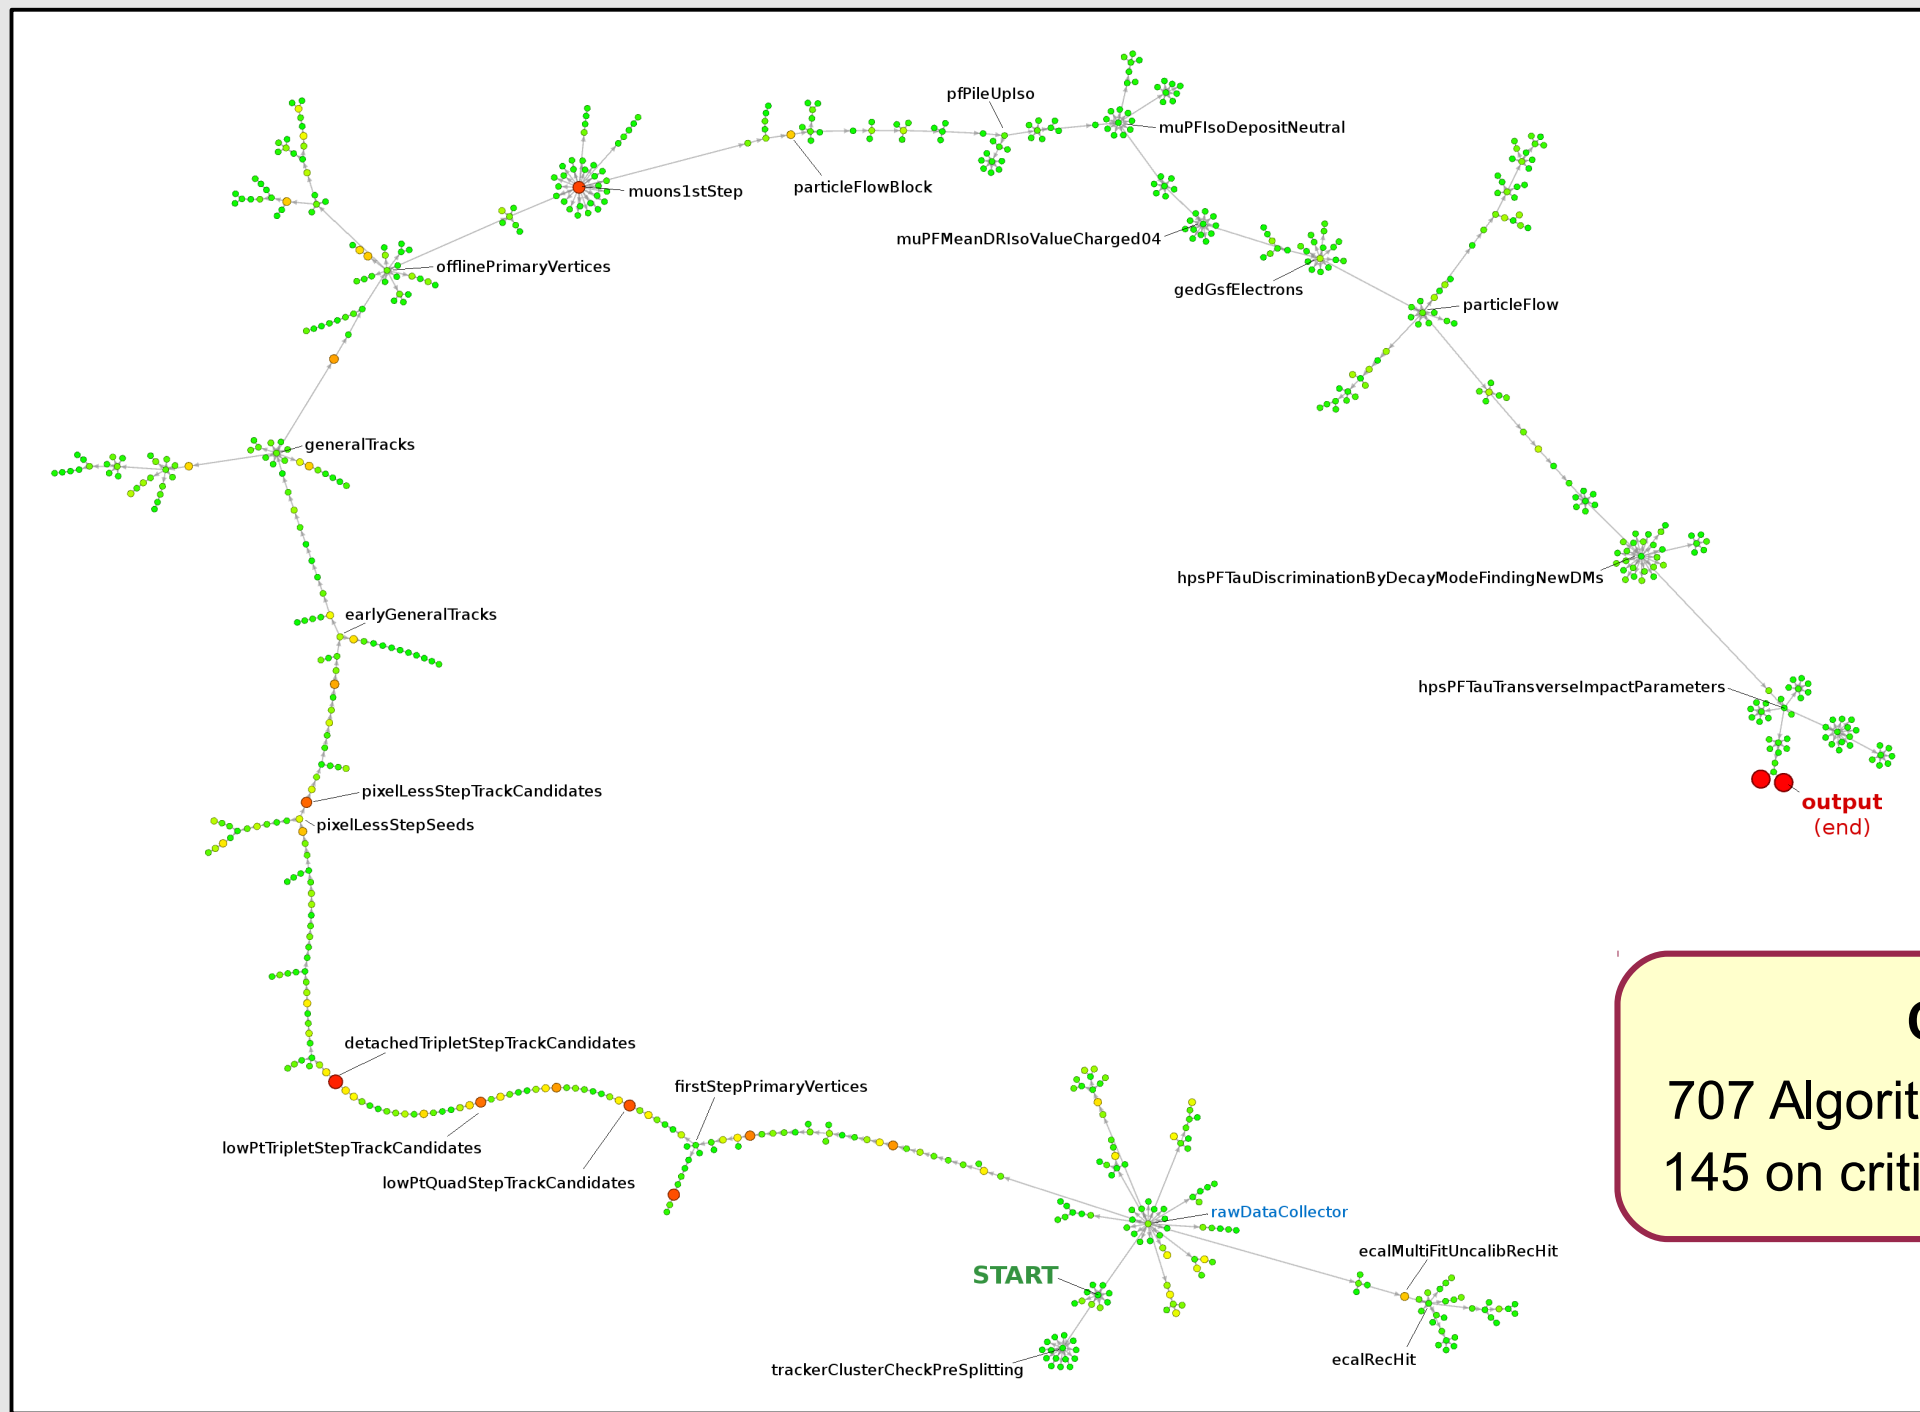 pfPileUpIso
muPFIsoDepositNeutral
muons1stStep
particleFlowBlock
muPFMeanDRIsoValueCharged04
offlinePrimaryVertices
gedGsfElectrons
particleFlow
generalTracks
hpsPFTauDiscriminationByDecayModeFindingNewDMs
earlyGeneralTracks
hpsPFTauTransverseImpactParameters
pixelLessStepTrackCandidates
output
(end)
pixelLessStepSeeds
detachedTripletStepTrackCandidates
firstStepPrimaryVertices
707 Algorit
lowPtTripletStepTrackCandidates
145 on criti
lowPtQuadStepTrackCandidates
rawDataCollector
ecalMultiFitUncalibRecHit
START
ecalRecHit
trackerClusterCheckPreSplitting